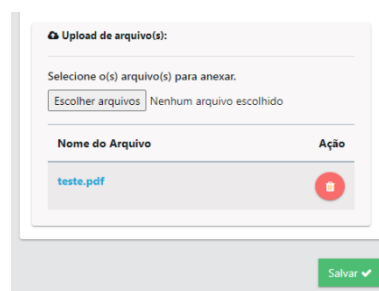 Upload de arquivo(s):
Selecione o(s) arquivo(s) para anexar.
Escolher arquivos Nenhum arquivo escolhido
Nome do Arquivo Ação
teste.pdf
Salvar